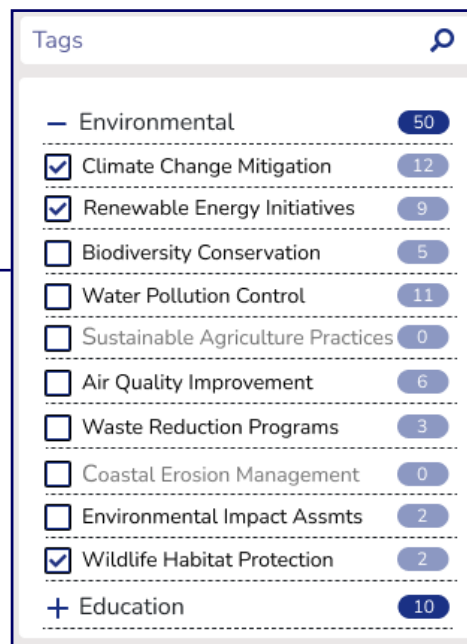 Tags
Environmental 50
Climate Change Mitigation 12
Renewable Energy Initiatives 9
Biodiversity Conservation 5
Water Pollution Control 11
Sustainable Agriculture Practices 0
Air Quality Improvement 6
Waste Reduction Programs 3
Coastal Erosion Management 0
Environmental Impact Assmts 2
Wildlife Habitat Protection 2
Education 10